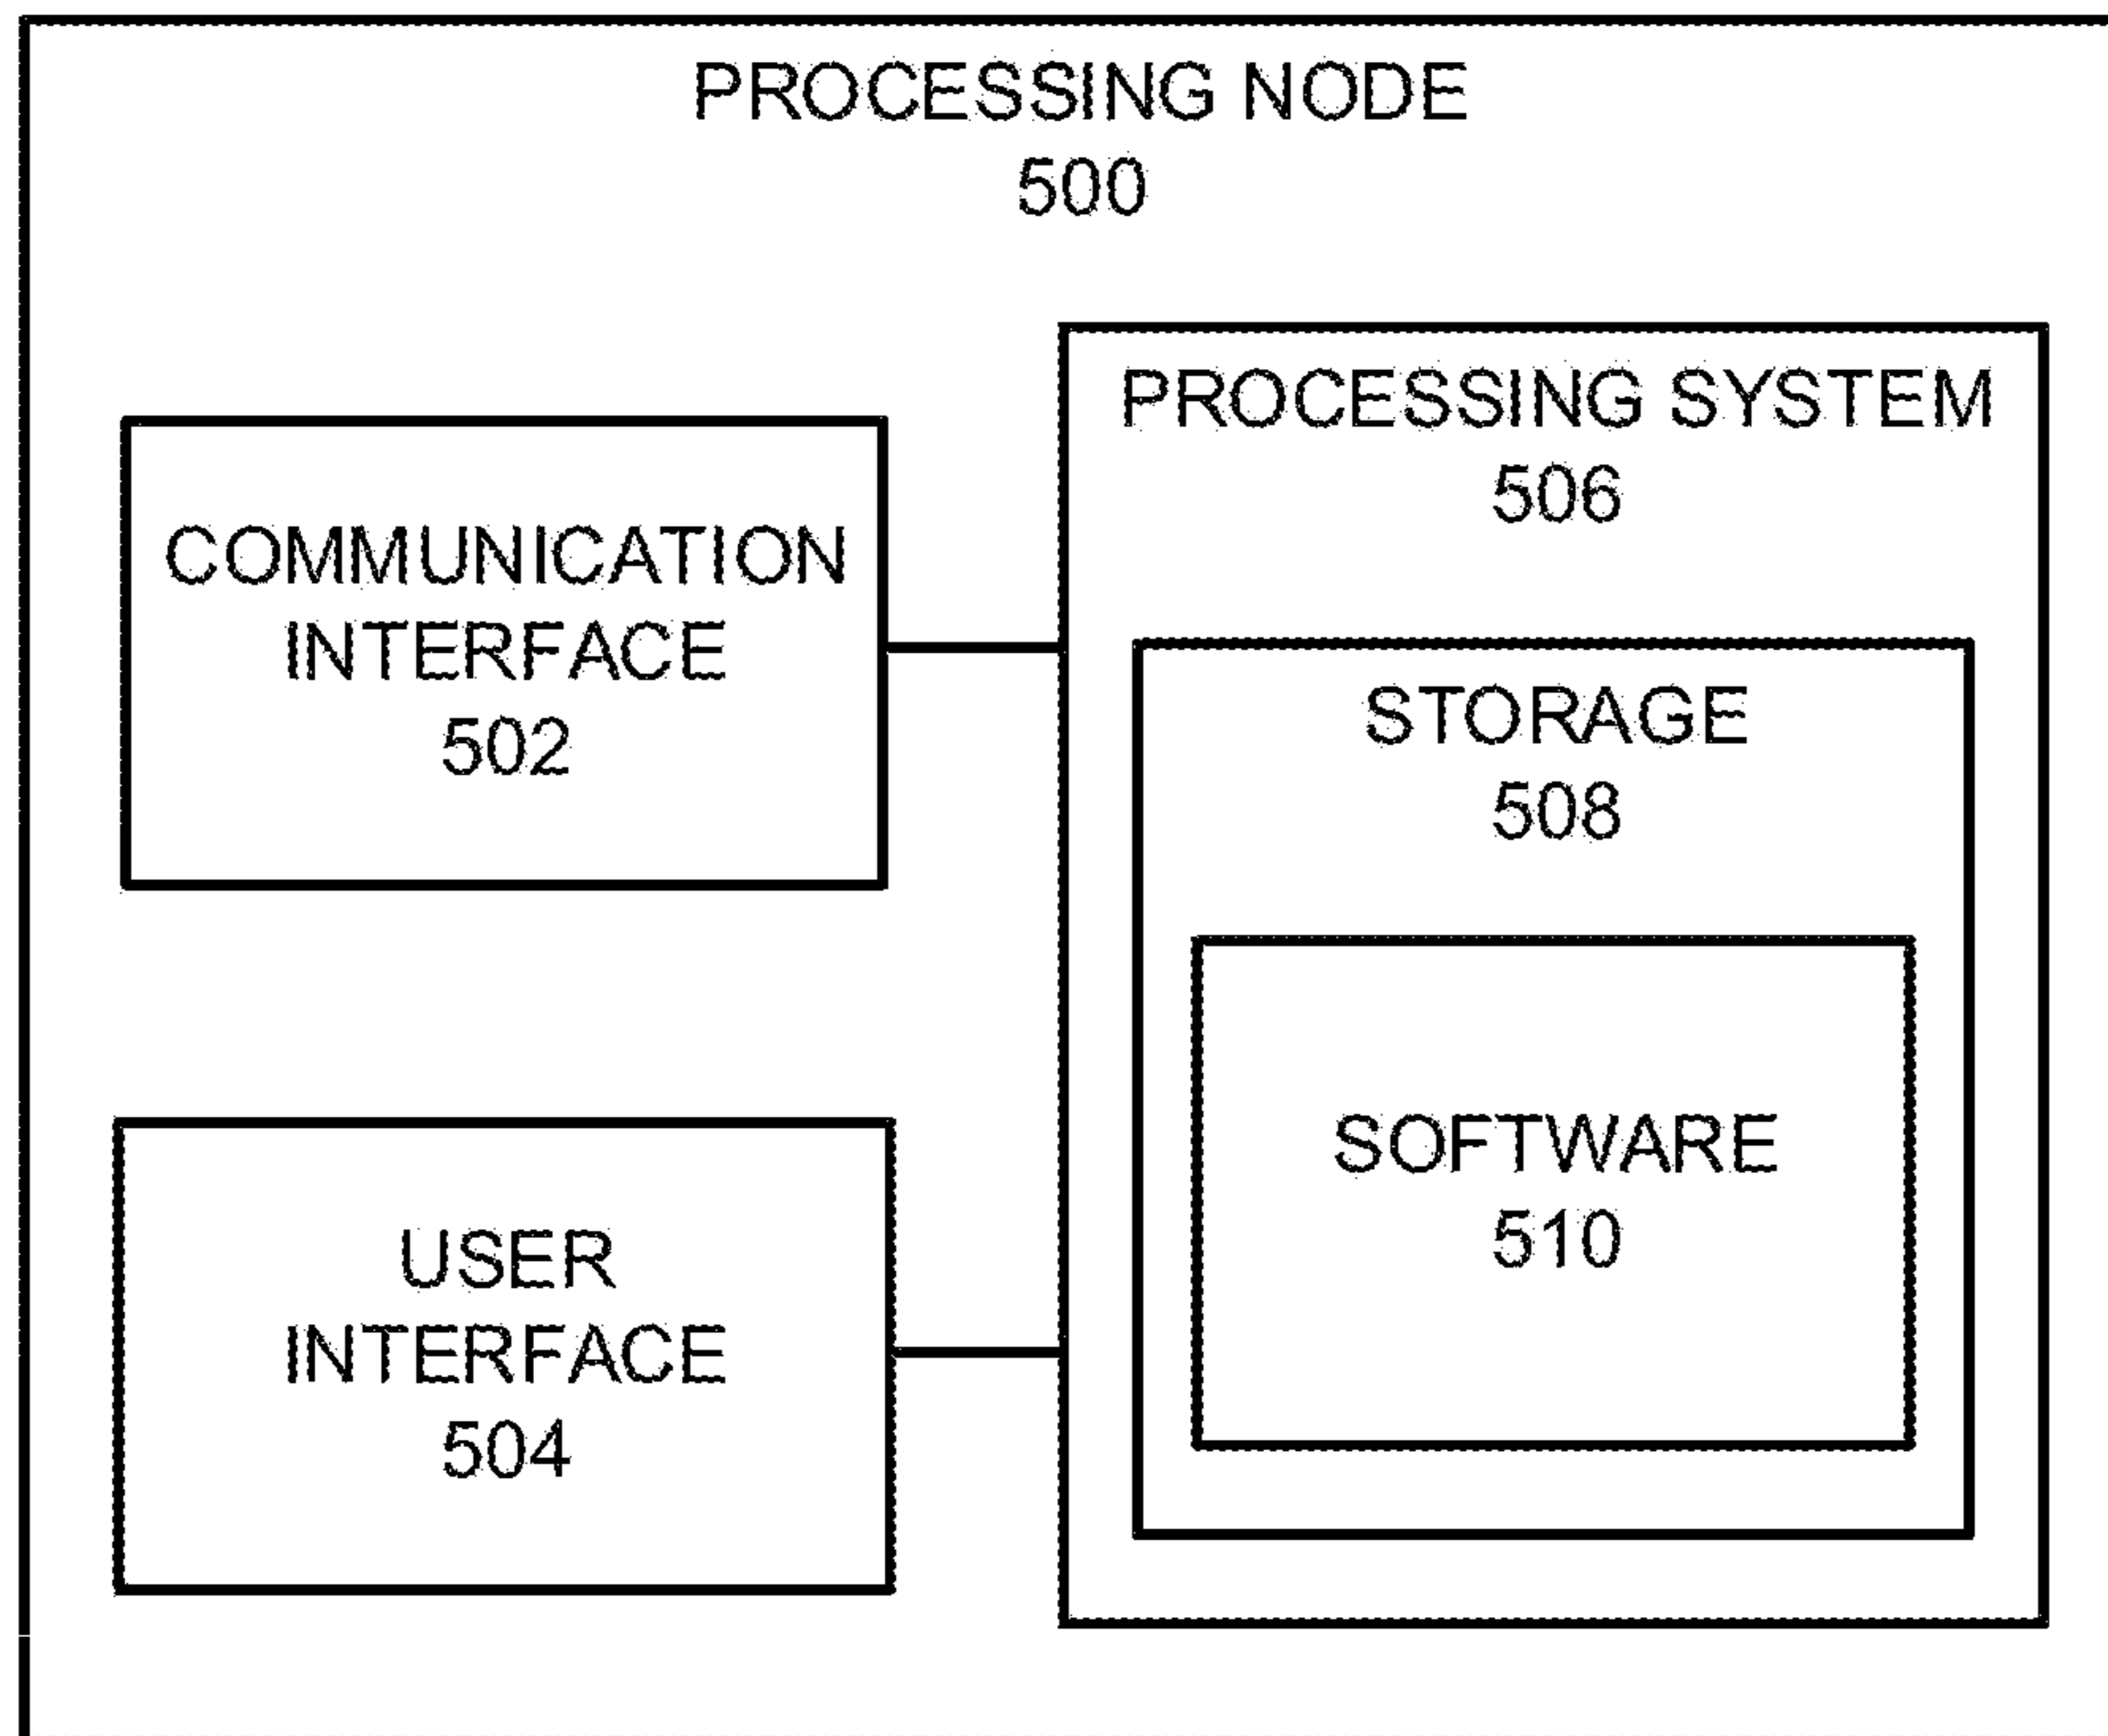 PROCESSING NODE
500
COMMUNICATION
INTERFACE
502
USER
INTERFACE
504
PROCESSING SYSTEM
506
STORAGE
508
SOFTWARE
510